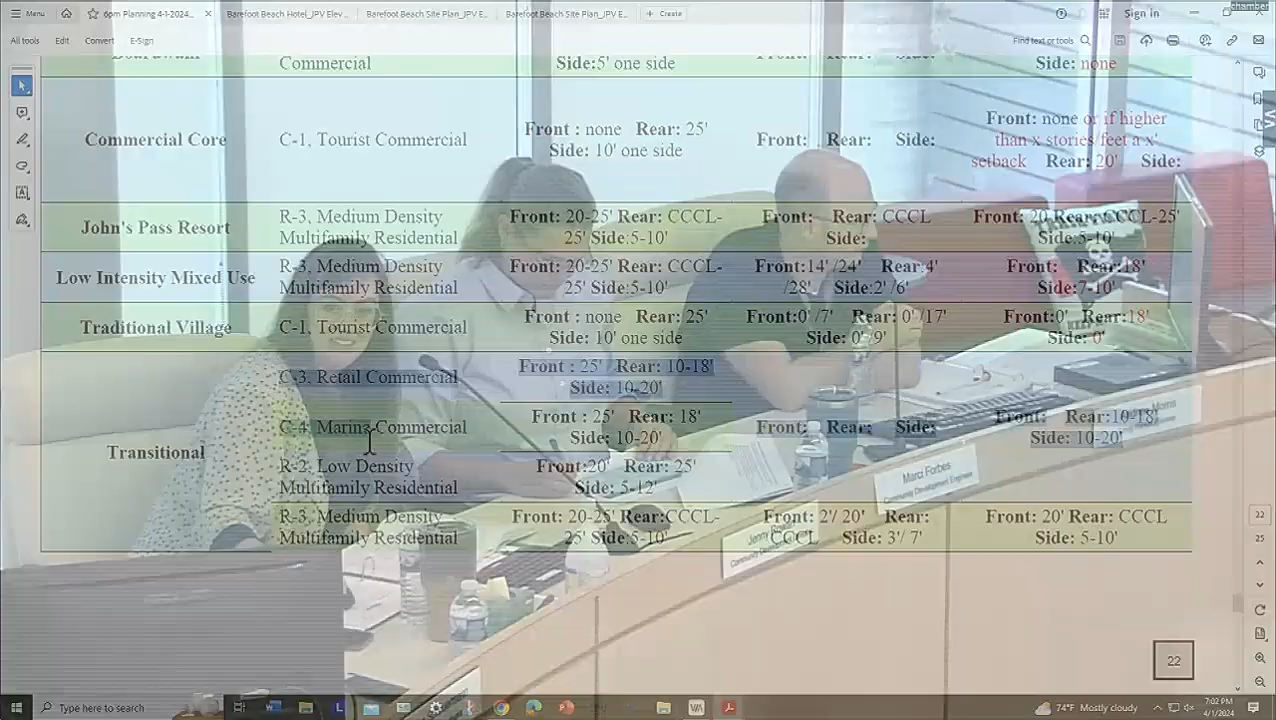 chamber
Menu 6pm Planning 4-1-2024... Barefoot Beach Hotel_JPV Elev... Barefoot Beach Site Plan_JPV E... Barefoot Beach Site Plan_JPV E... Create Sign in
All tools Edit Convert E-Sign Find text or tools
Boardwalk Commercial Side:5' one side Side: none
Commercial Core C-1, Tourist Commercial Front : none Rear: 25' Side: 10' one side Front: Rear: Side: Front: none or if higher than x stories/feet a x' setback Rear: 20' Side:
John's Pass Resort R-3, Medium Density Multifamily Residential Front: 20-25' Rear: CCCL-25' Side:5-10' Front: Rear: CCCL Side: Front: 20 Rear: CCCL-25' Side:5-10'
Low Intensity Mixed Use R-3, Medium Density Multifamily Residential Front: 20-25' Rear: CCCL-25' Side:5-10' Front:14' /24' /28' Rear:4' Side:2' /6' Front: Rear:18' Side:7-10'
Traditional Village C-1, Tourist Commercial Front : none Rear: 25' Side: 10' one side Front:0' /7' Rear: 0' /17' Side: 0' /9' Front:0' Rear:18' Side: 0'
Transitional
C-3, Retail Commercial Front : 25' Rear: 10-18' Side: 10-20'
C-4, Marina Commercial Front : 25' Rear: 18' Side: 10-20' Front: Rear: Side: Front: Rear:10-18' Side: 10-20'
R-2, Low Density Multifamily Residential Front:20' Rear: 25' Side: 5-12'
R-3, Medium Density Multifamily Residential Front: 20-25' Rear:CCCL-25' Side:5-10' Front: 2'/ 20' Rear: CCCL Side: 3'/ 7' Front: 20' Rear: CCCL Side: 5-10'
Morris
Marci Forbes
Community Development Engineer
Jenny
22
25
22
Type here to search 74°F Mostly cloudy 7:02 PM
4/1/2024